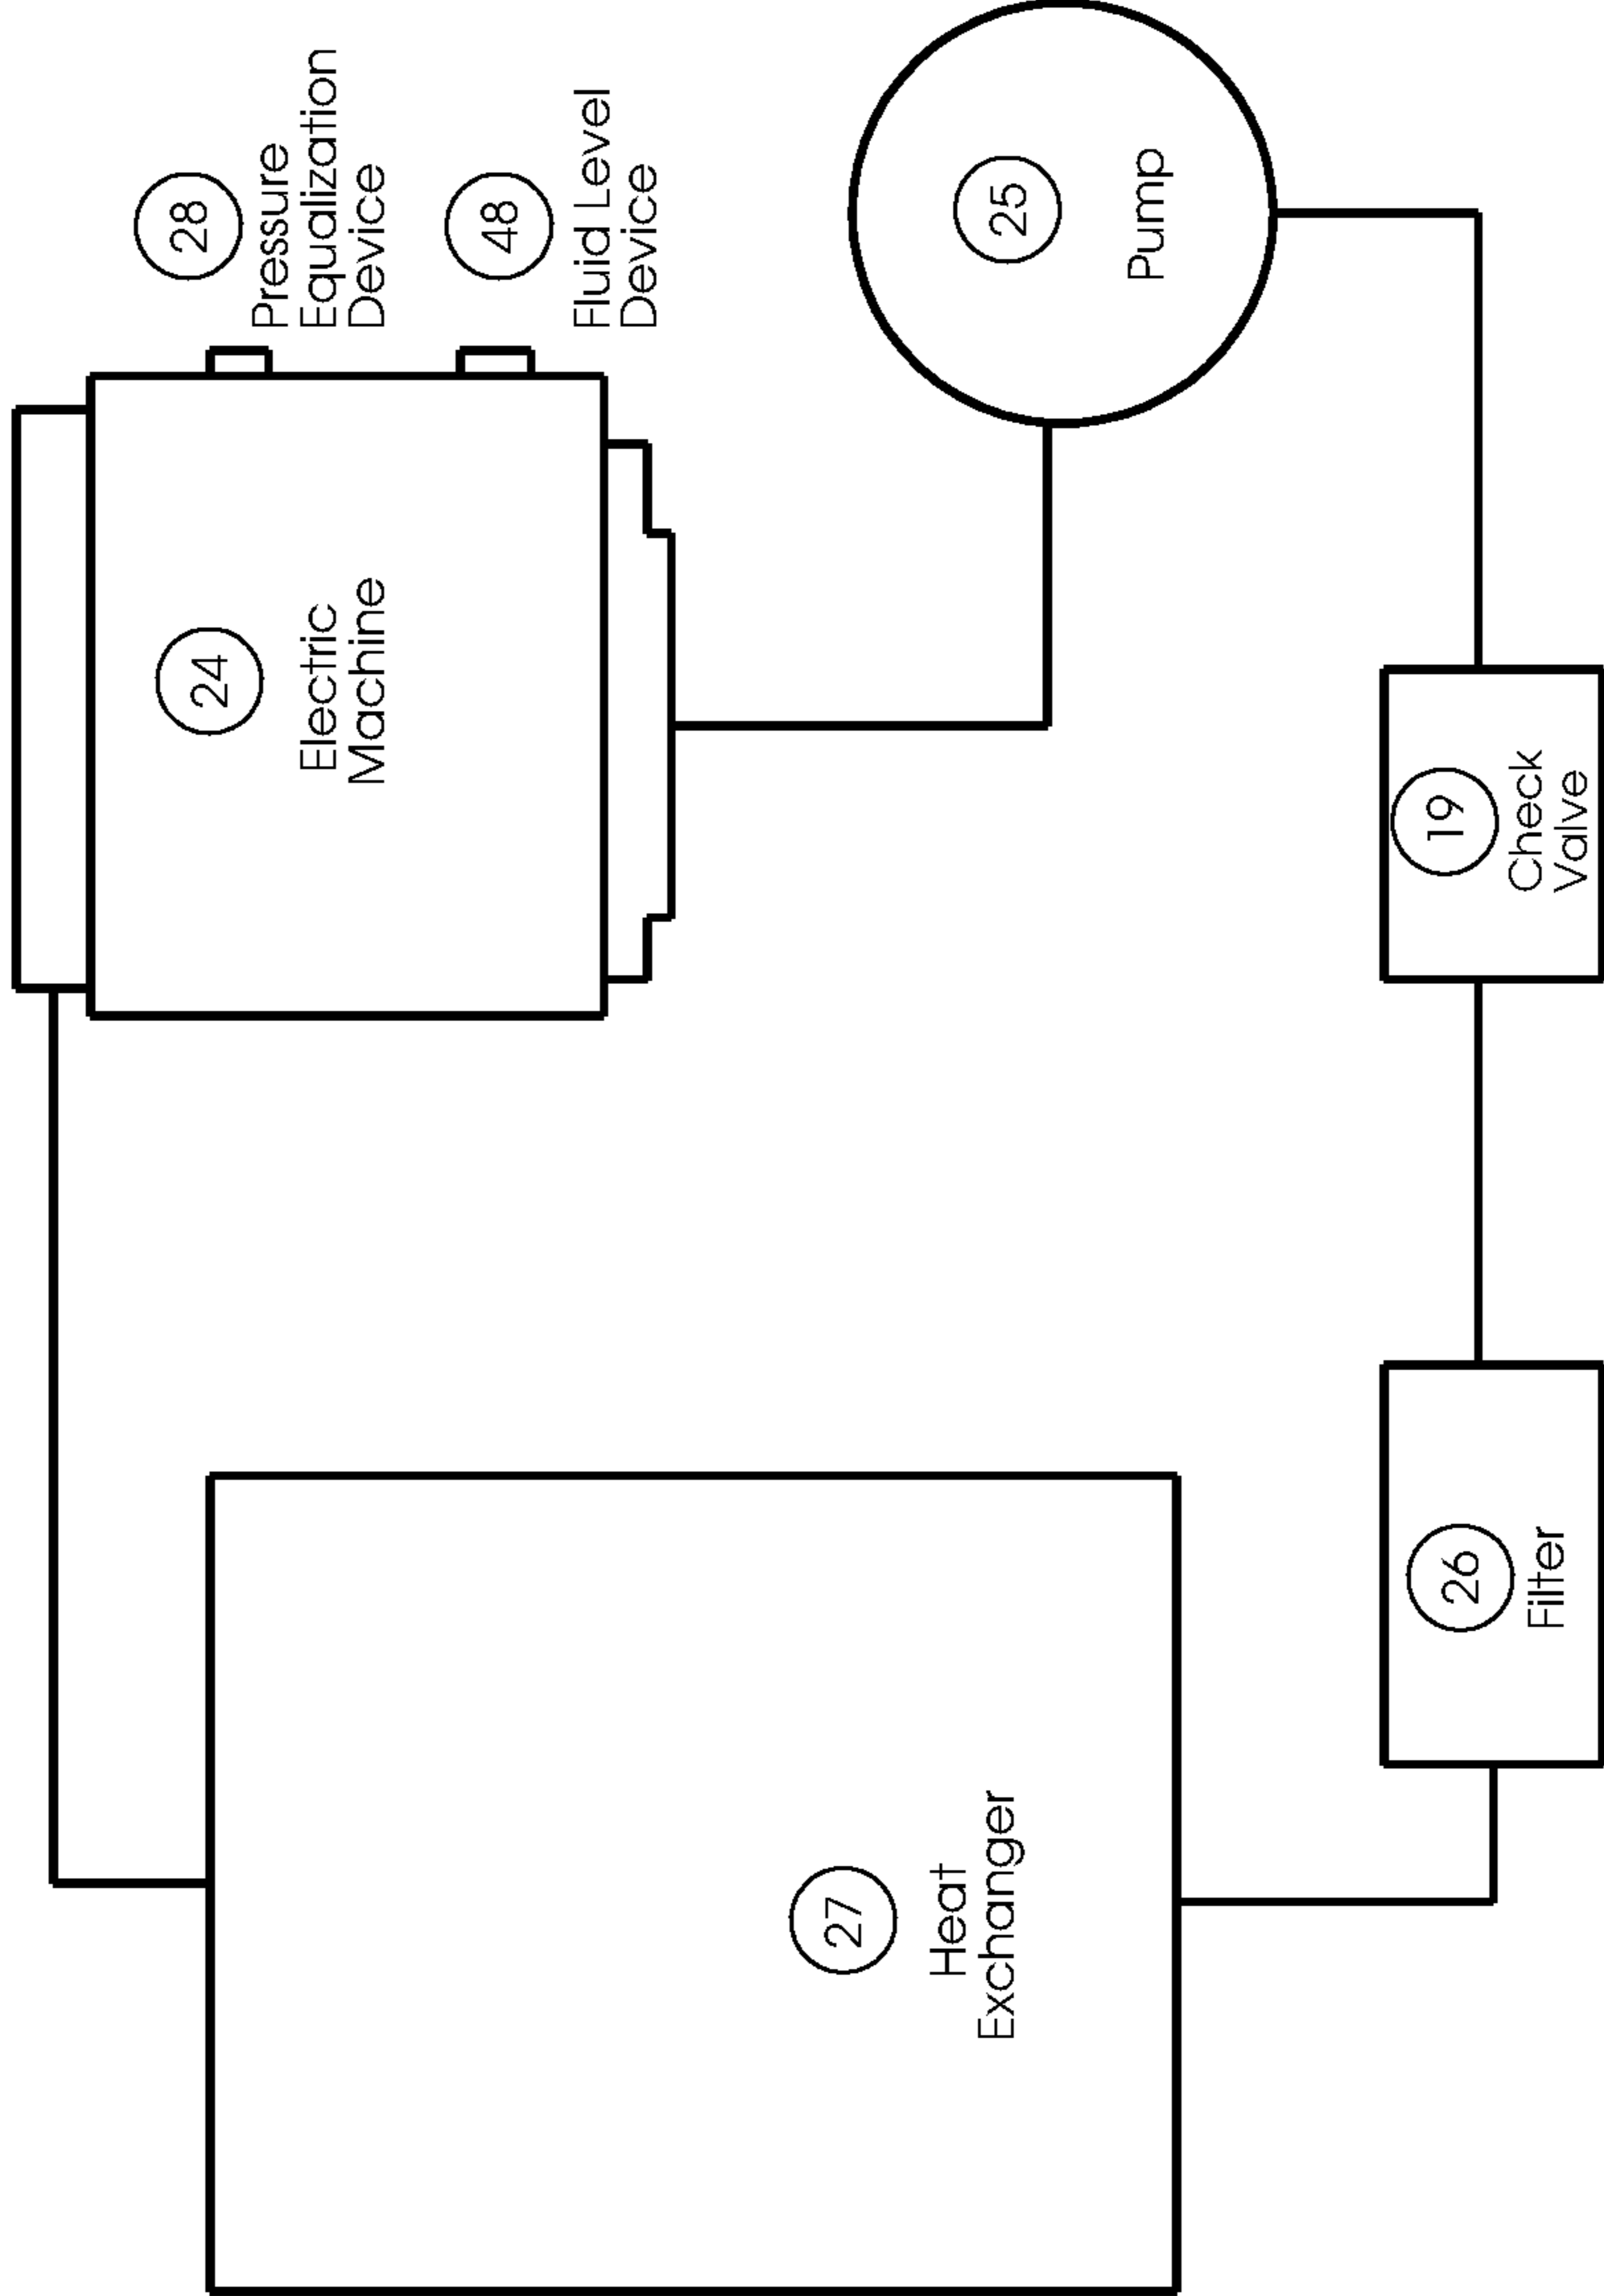 28
Pressure
Equalization
Device
48
Fluid Level
Device
24
Electric
Machine
25
Pump
19
Check
Valve
26
Filter
27
Heat
Exchanger